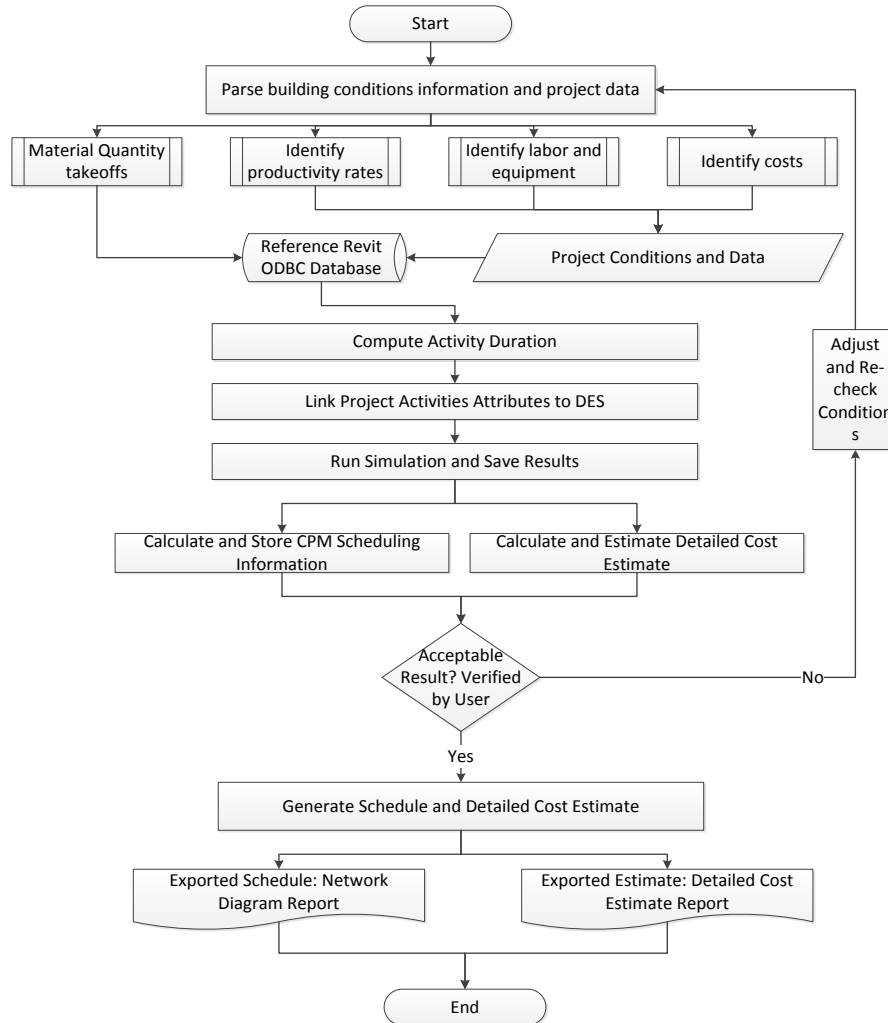 Start
Parse building conditions information and project data
Material Quantity
takeoffs
Identify
productivity rates
Identify labor and
equipment
Identify costs
Reference Revit
ODBC Database
Project Conditions and Data
Compute Activity Duration
Adjust
and Re-
check
Condition
s
Link Project Activities Attributes to DES
Run Simulation and Save Results
Calculate and Store CPM Scheduling
Information
Calculate and Estimate Detailed Cost
Estimate
Acceptable
Result? Verified
by User
No
Yes
Generate Schedule and Detailed Cost Estimate
Exported Schedule: Network
Diagram Report
Exported Estimate: Detailed Cost
Estimate Report
End